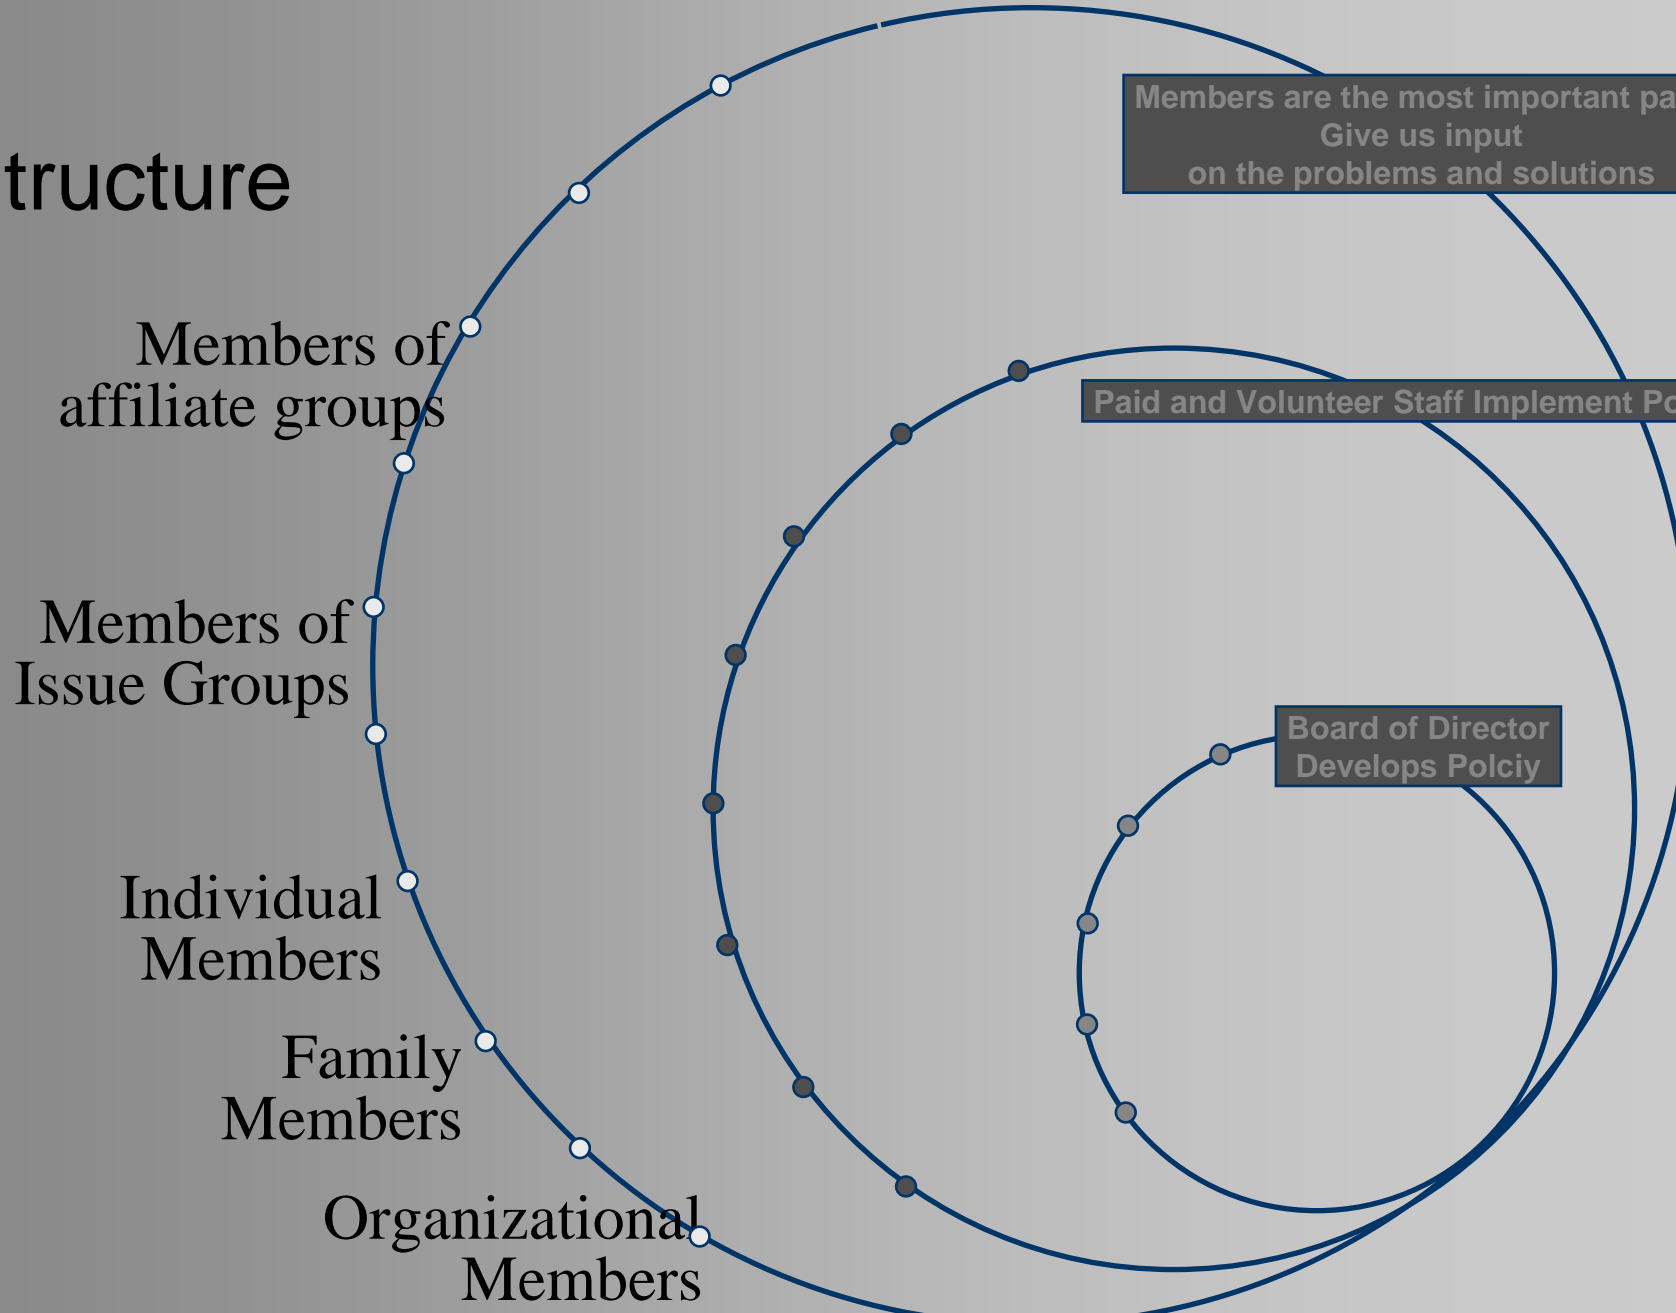 Members are the most important pa
Give us input
on the problems and solutions
tructure
Members of
affiliate groups
Paid and Volunteer Staff Implement Po
Members of
Issue Groups
Board of Director
Develops Polciy
Individual
Members
Family
Members
Organizational
Members